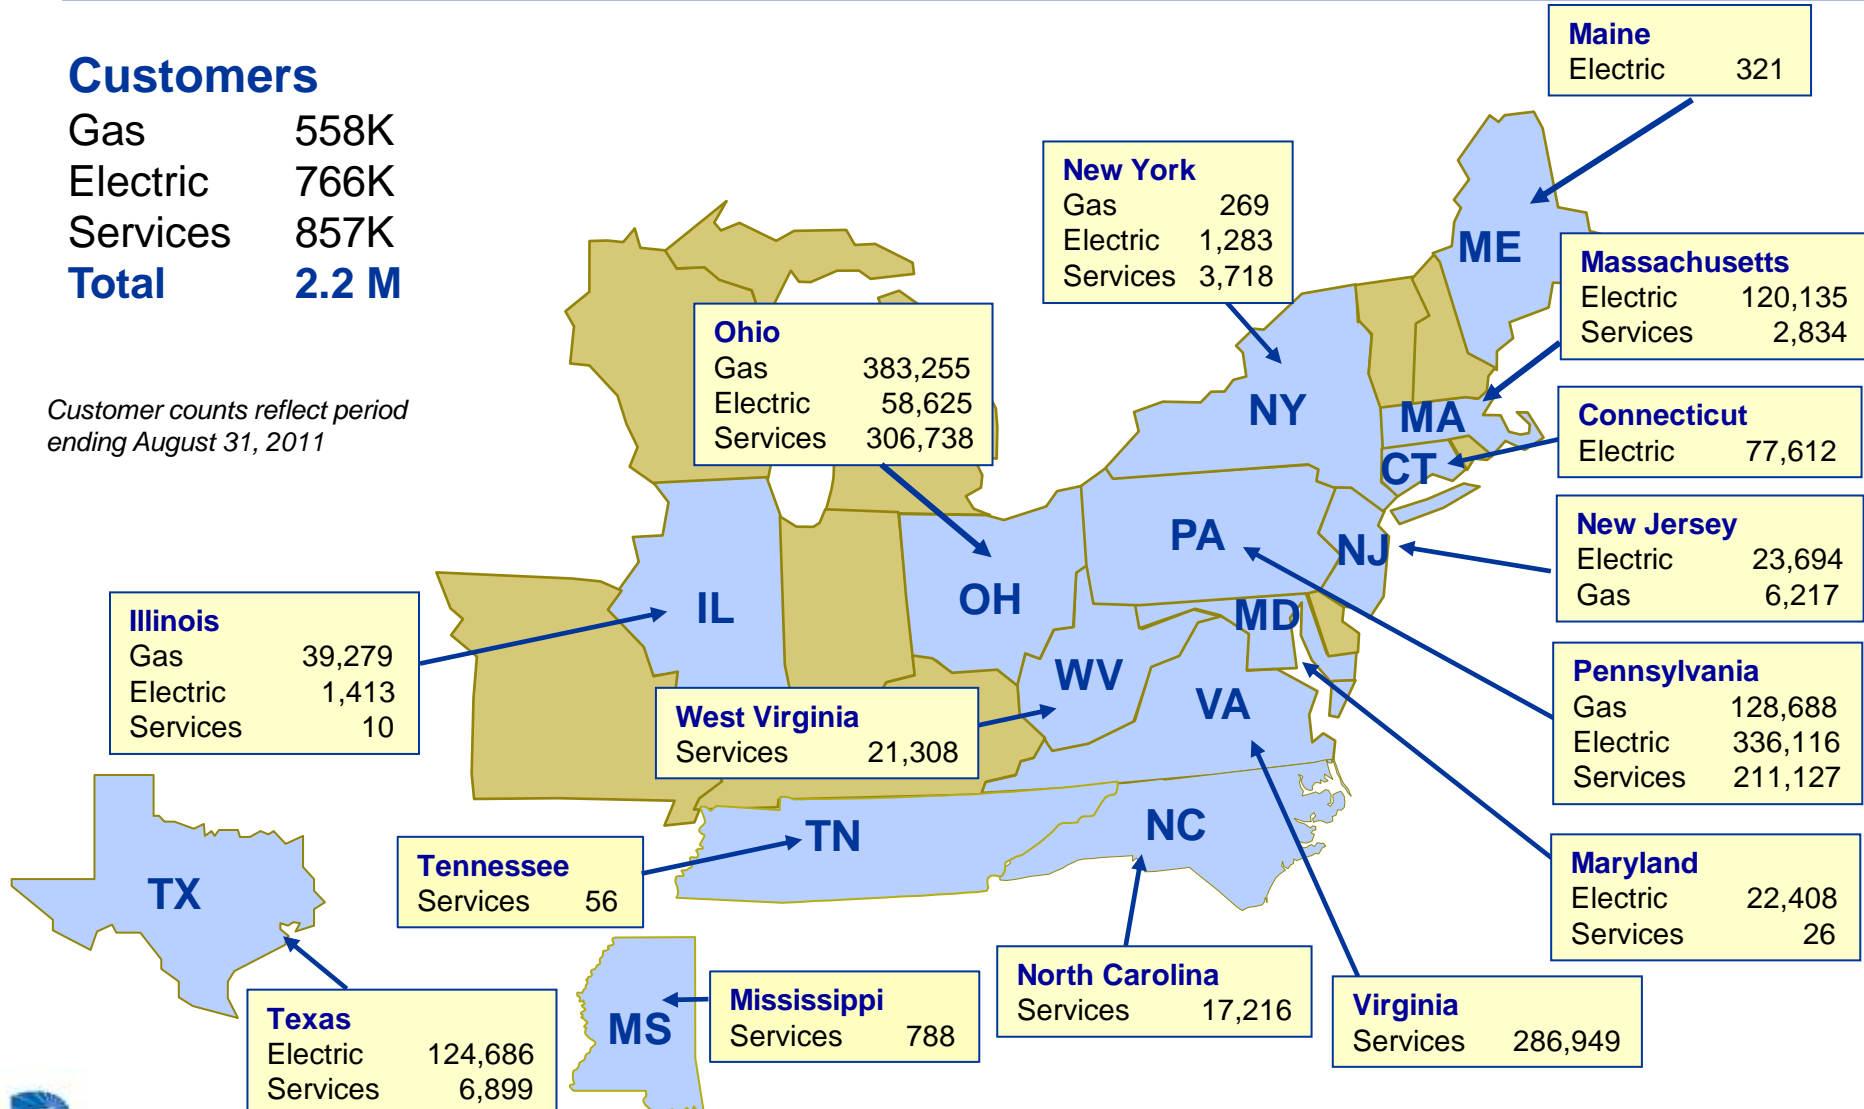 Customers
Gas 558K
Electric 766K
Services 857K
Total 2.2 M
Customer counts reflect period
ending August 31, 2011
Maine
Electric 321
New York
Gas 269
Electric 1,283
Services 3,718
Massachusetts
Electric 120,135
Services 2,834
Ohio
Gas 383,255
Electric 58,625
Services 306,738
Connecticut
Electric 77,612
New Jersey
Electric 23,694
Gas 6,217
Illinois
Gas 39,279
Electric 1,413
Services 10
West Virginia
Services 21,308
Pennsylvania
Gas 128,688
Electric 336,116
Services 211,127
Tennessee
Services 56
Maryland
Electric 22,408
Services 26
North Carolina
Services 17,216
Virginia
Services 286,949
Mississippi
Services 788
Texas
Electric 124,686
Services 6,899
ME
NY
MA
CT
PA
NJ
OH
IL
MD
WV
VA
NC
TN
TX
MS